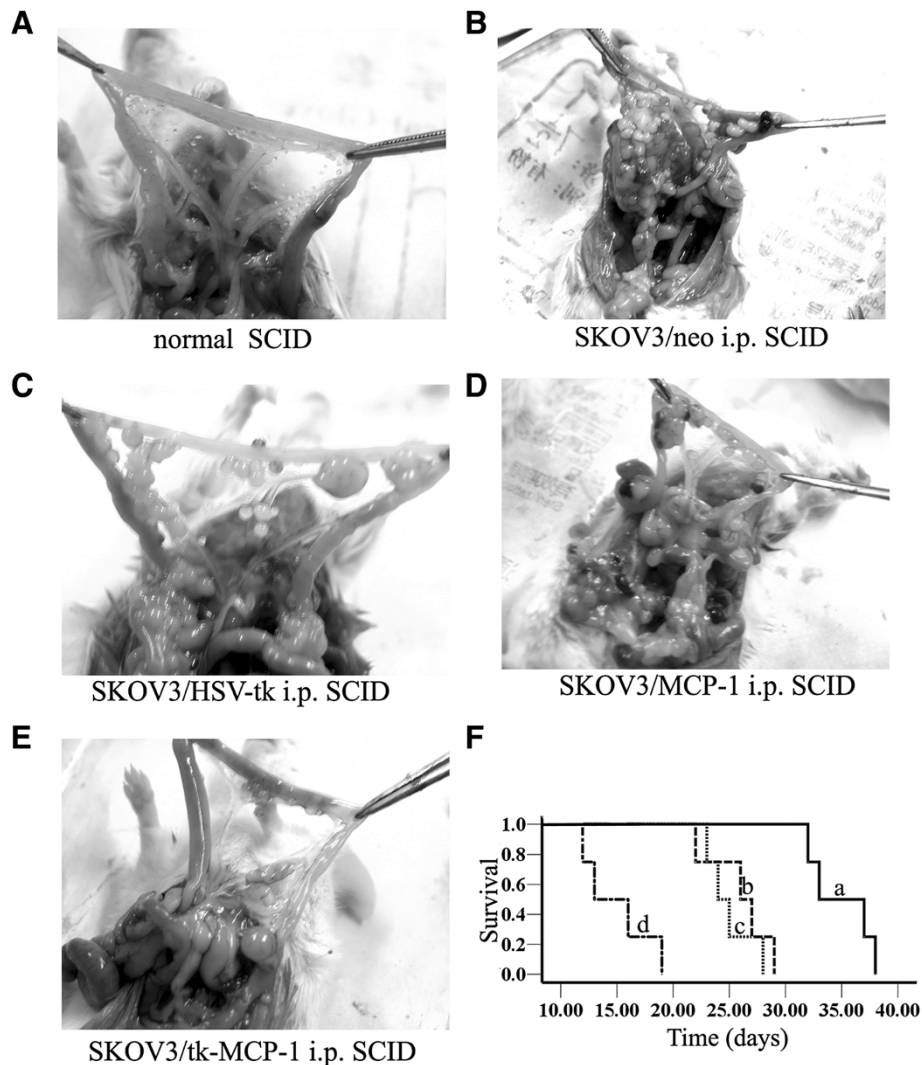 A
B
normal SCID
SKOV3/neo i.p. SCID
C
D
SKOV3/HSV-tk i.p. SCID
SKOV3/MCP-1 i.p. SCID
E
F
SKOV3/tk-MCP-1 i.p. SCID
Survival
1.0
0.8
0.6
0.4
0.2
0.0
a
b
c
d
10.00 15.00 20.00 25.00 30.00 35.00 40.00
Time (days)